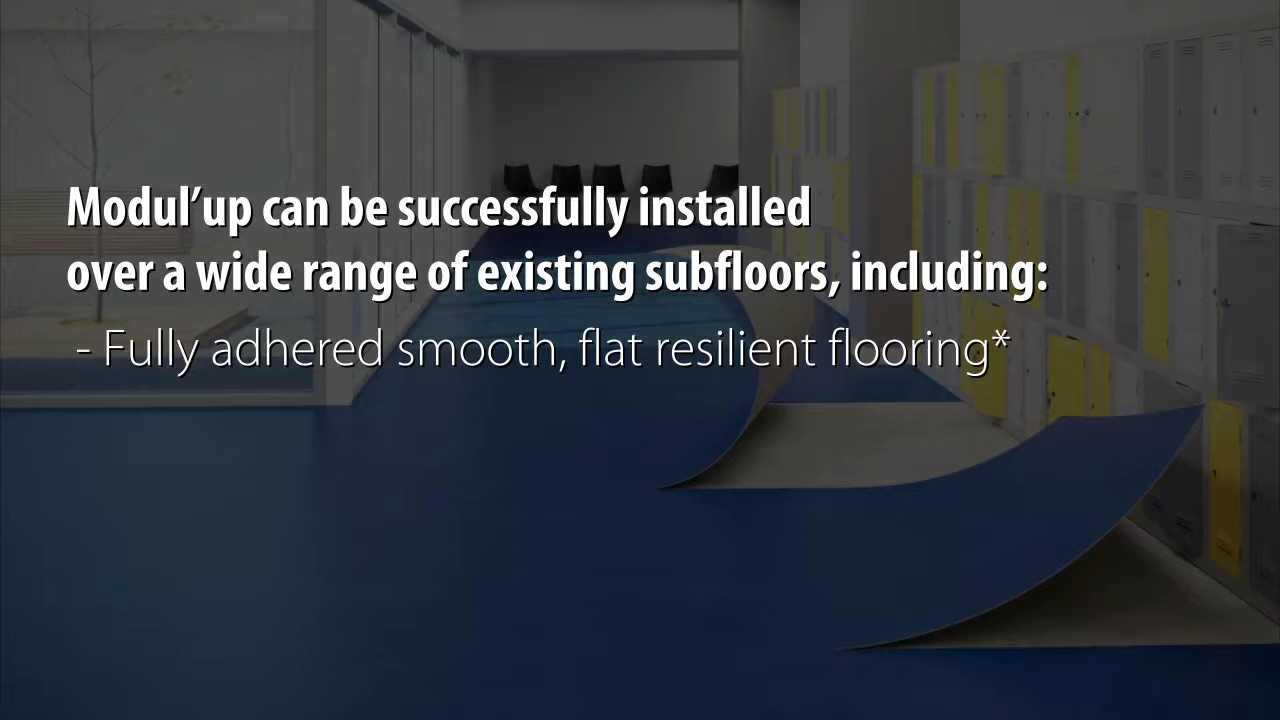 Modul’up can be successfully installed
over a wide range of existing subfloors, including:
- Fully adhered smooth, flat resilient flooring*